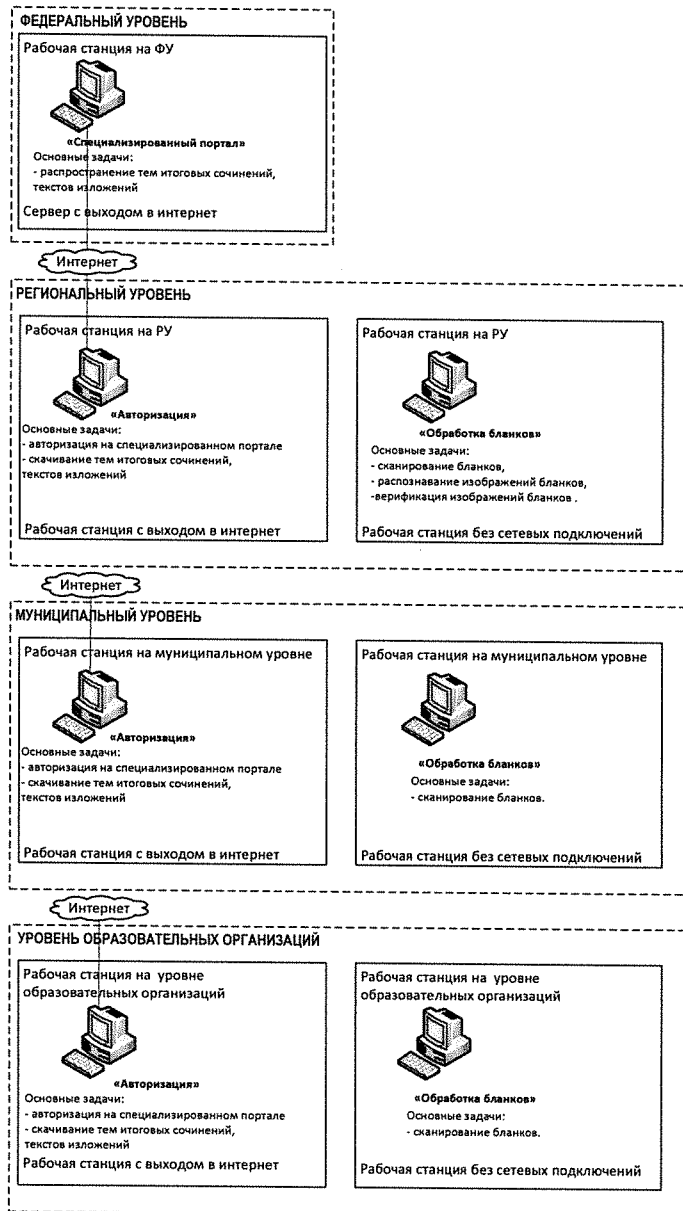 ФЕДЕРАЛЬНЫЙ УРОВЕНЬ
Рабочая станция на ФУ
«Специализированный портал»
Основные задачи:
- распространение тем итоговых сочинений,
текстов изложений
Сервер с выходом в интернет
Интернет
РЕГИОНАЛЬНЫЙ УРОВЕНЬ
Рабочая станция на РУ
«Авторизация»
Основные задачи:
- авторизация на специализированном портале
- скачивание тем итоговых сочинений,
текстов изложений
Рабочая станция с выходом в интернет
Рабочая станция на РУ
«Обработка бланков»
Основные задачи:
- сканирование бланков,
- распознавание изображений бланков,
-верификация изображений бланков .
Рабочая станция без сетевых подключений
Интернет
МУНИЦИПАЛЬНЫЙ УРОВЕНЬ
Рабочая станция на муниципальном уровне
«Авторизация»
Основные задачи:
- авторизация на специализированном портале
- скачивание тем итоговых сочинений,
текстов изложений
Рабочая станция с выходом в интернет
Рабочая станция на муниципальном уровне
«Обработка бланков»
Основные задачи:
- сканирование бланков.
Рабочая станция без сетевых подключений
Интернет
УРОВЕНЬ ОБРАЗОВАТЕЛЬНЫХ ОРГАНИЗАЦИЙ
Рабочая станция на уровне
образовательных организаций
«Авторизация»
Основные задачи:
- авторизация на специализированном портале
- скачивание тем итоговых сочинений,
текстов изложений
Рабочая станция с выходом в интернет
Рабочая станция на уровне
образовательных организаций
«Обработка бланков»
Основные задачи:
- сканирование бланков.
Рабочая станция без сетевых подключений